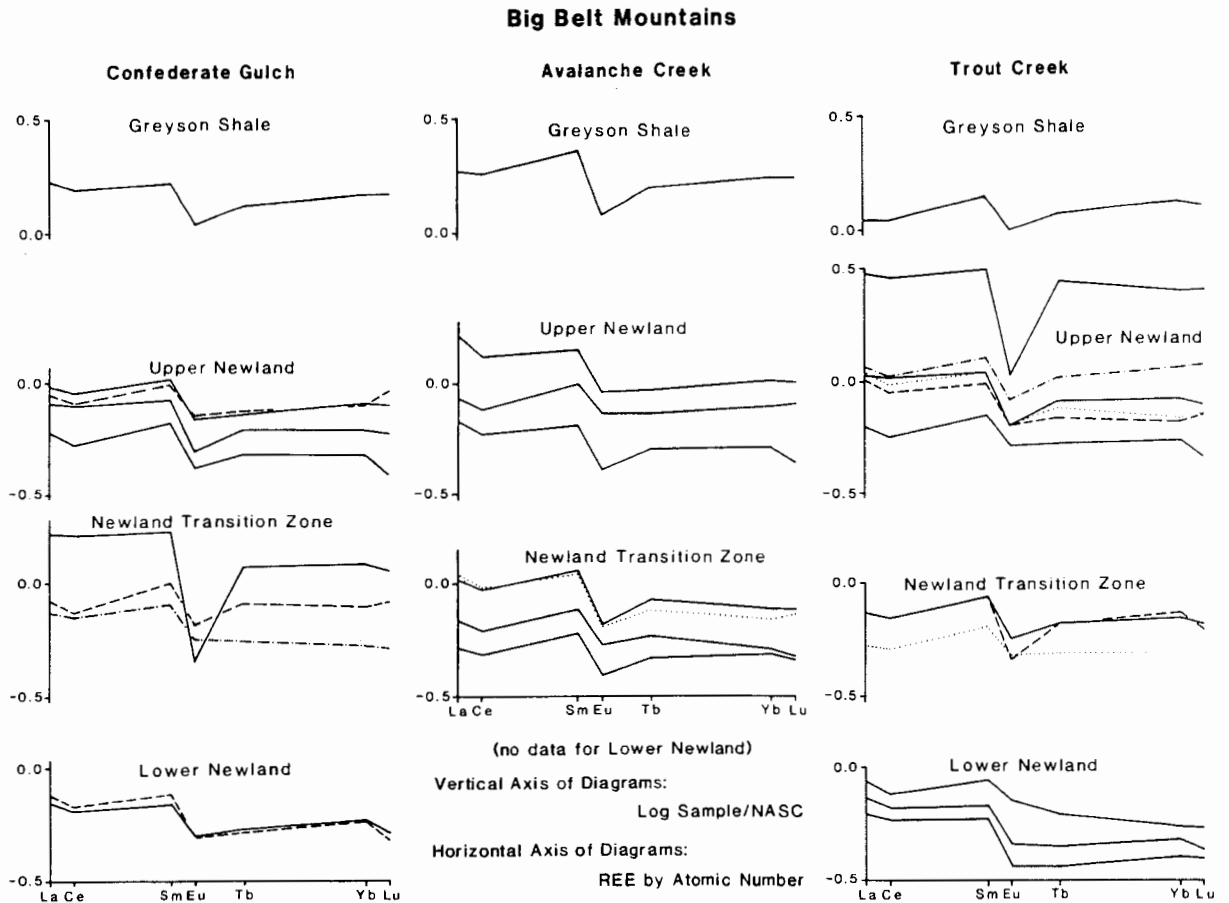 Big Belt Mountains
Confederate Gulch
Avalanche Creek
Trout Creek
0.5
Greyson Shale
0.0
0.5
Greyson Shale
0.0
0.5
Greyson Shale
0.0
Upper Newland
0.0
-0.5
Upper Newland
0.0
-0.5
0.5
Upper Newland
0.0
-0.5
Newland Transition Zone
0.0
-0.5
Newland Transition Zone
0.0
-0.5
La Ce Sm Eu Tb Yb Lu
0.0
Newland Transition Zone
-0.5
(no data for Lower Newland)
Vertical Axis of Diagrams:
Log Sample/NASC
Horizontal Axis of Diagrams:
REE by Atomic Number
0.0
Lower Newland
-0.5
La Ce Sm Eu Tb Yb Lu
0.0
Lower Newland
-0.5
La Ce Sm Eu Tb Yb Lu